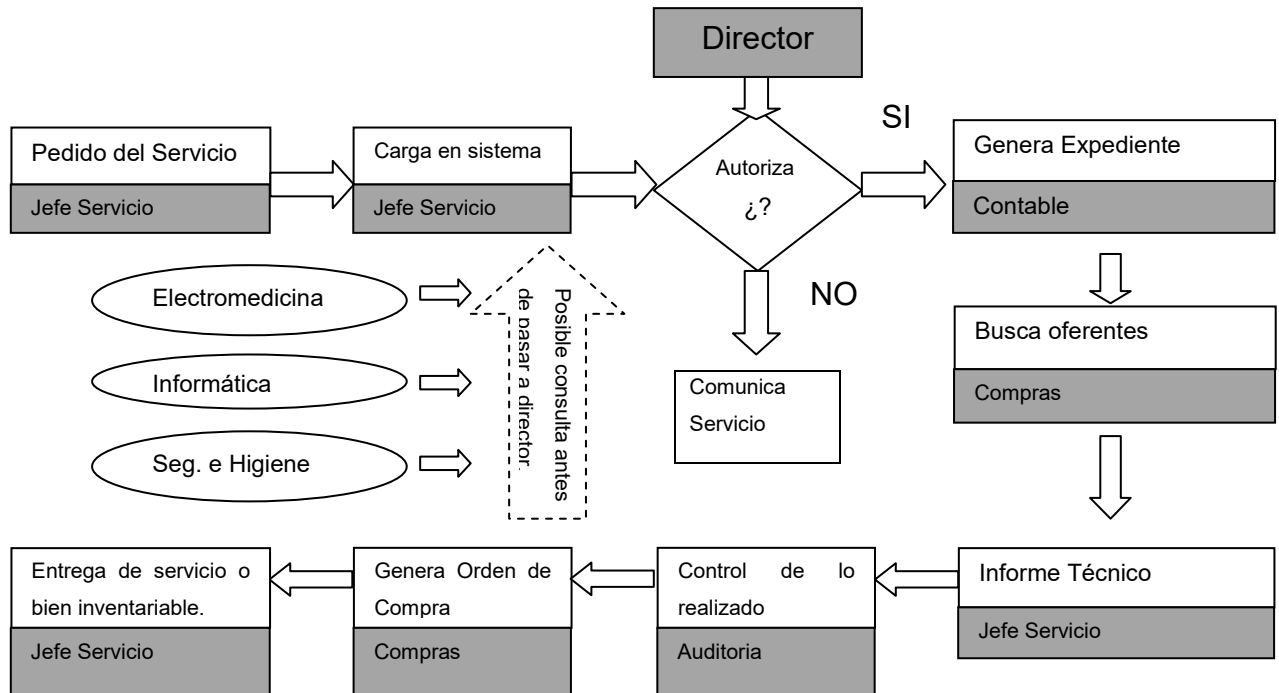 Director
Pedido del Servicio
Jefe Servicio
Carga en sistema
Jefe Servicio
Autoriza
¿?
SI
Genera Expediente
Contable
NO
Comunica
Servicio
Busca oferentes
Compras
Electromedicina
Informática
Seg. e Higiene
Posible consulta antes
de pasar a director.
Entrega de servicio o
bien inventariable.
Jefe Servicio
Genera Orden de
Compra
Compras
Control de lo
realizado
Auditoria
Informe Técnico
Jefe Servicio